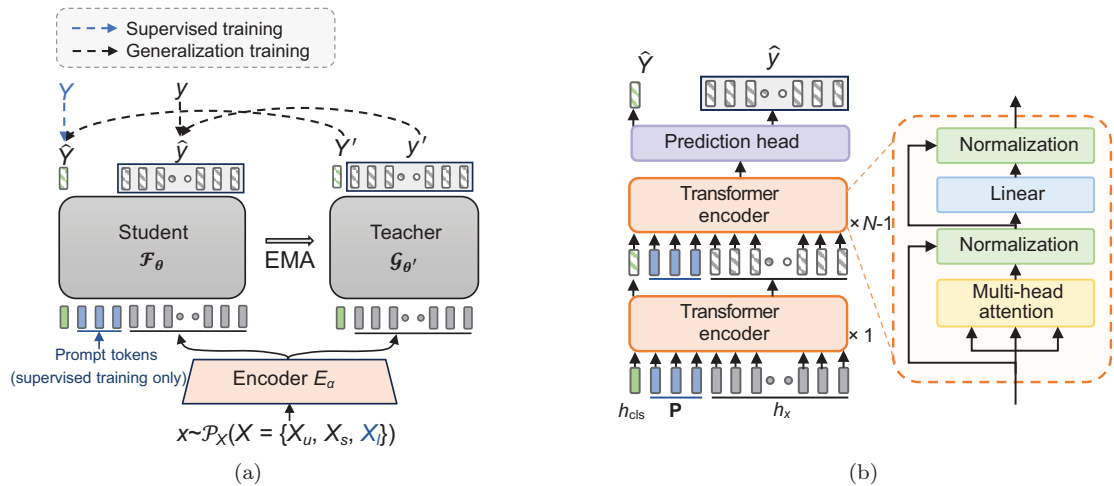 Supervised training
Generalization training
Y
y
Ŷ
ŷ
Y′
y′
Student
𝓕θ
EMA
Teacher
𝓖θ′
Prompt tokens
(supervised training only)
Encoder Eα
x~𝒫X(X = {Xu, Xs, Xl})
(a)
Ŷ
ŷ
Prediction head
Transformer
encoder
× N-1
Transformer
encoder
× 1
hcls
P
hx
Normalization
Linear
Normalization
Multi-head
attention
(b)